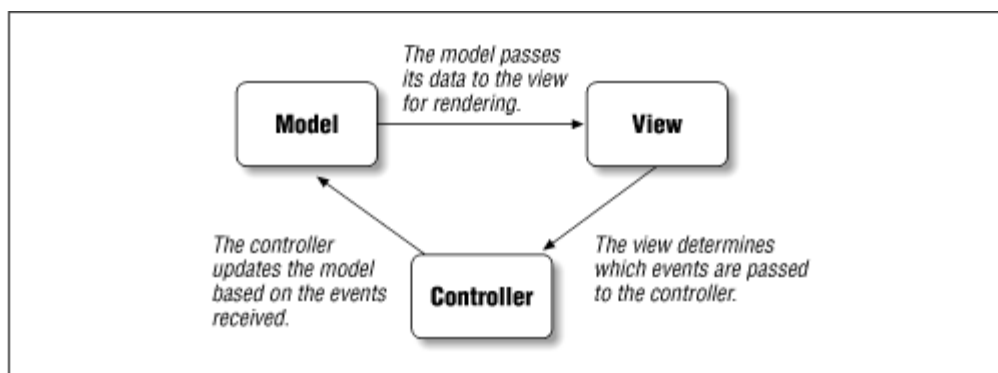 The model passes
its data to the view
for rendering.
Model
View
The controller
updates the model
based on the events
received.
Controller
The view determines
which events are passed
to the controller.